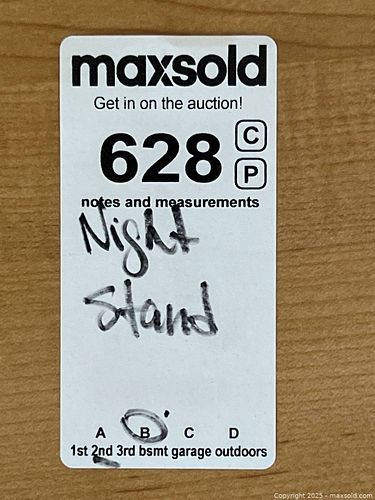 maxsold
Get in on the auction!
628
C
P
notes and measurements
Night
Stand
A B C D
1st 2nd 3rd bsmt garage outdoors
Copyright 2025 - maxsold.com